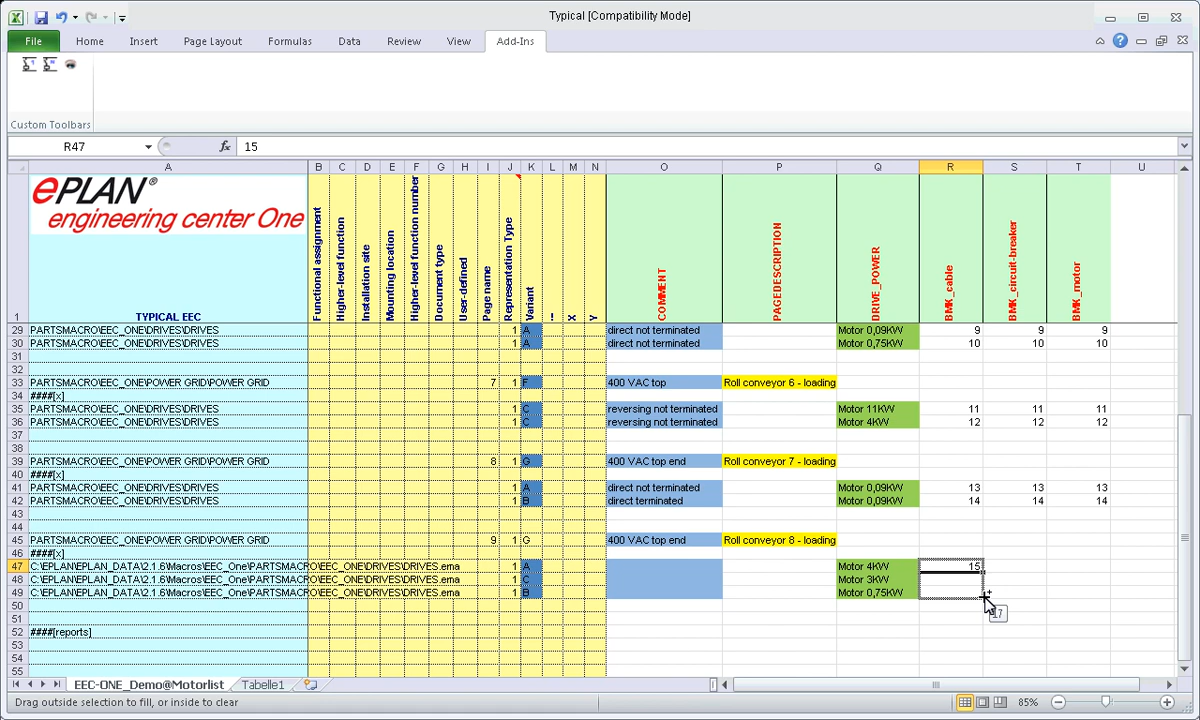 Typical [Compatibility Mode]
File Home Insert Page Layout Formulas Data Review View Add-Ins
Custom Toolbars
R47 fx 15
A B C D E F G H I J K L M N O P Q R S T U
ePLAN®
engineering center One
1 TYPICAL EEC Functional assignment Higher-level function Installation site Mounting location Higher-level function number Document type User-defined Page name Representation Type Variant ! X Y COMMENT PAGEDESCRIPTION DRIVE_POWER BMK_cable BMK_circuit-breaker BMK_motor
29 PARTSMACRO\EEC_ONE\DRIVES\DRIVES 1 A direct not terminated Motor 0,09KW 9 9 9
30 PARTSMACRO\EEC_ONE\DRIVES\DRIVES 1 A direct not terminated Motor 0,75KW 10 10 10
31
32
33 PARTSMACRO\EEC_ONE\POWER GRID\POWER GRID 7 1 F 400 VAC top Roll conveyor 6 - loading
34 ####[x]
35 PARTSMACRO\EEC_ONE\DRIVES\DRIVES 1 C reversing not terminated Motor 11KW 11 11 11
36 PARTSMACRO\EEC_ONE\DRIVES\DRIVES 1 C reversing not terminated Motor 4KW 12 12 12
37
38
39 PARTSMACRO\EEC_ONE\POWER GRID\POWER GRID 8 1 G 400 VAC top end Roll conveyor 7 - loading
40 ####[x]
41 PARTSMACRO\EEC_ONE\DRIVES\DRIVES 1 A direct not terminated Motor 0,09KW 13 13 13
42 PARTSMACRO\EEC_ONE\DRIVES\DRIVES 1 B direct terminated Motor 0,09KW 14 14 14
43
44
45 PARTSMACRO\EEC_ONE\POWER GRID\POWER GRID 9 1 G 400 VAC top end Roll conveyor 8 - loading
46 ####[x]
47 C:\EPLAN\EPLAN_DATA\2.1.6\Macros\EEC_One\PARTSMACRO\EEC_ONE\DRIVES\DRIVES.ema 1 A Motor 4KW 15
48 C:\EPLAN\EPLAN_DATA\2.1.6\Macros\EEC_One\PARTSMACRO\EEC_ONE\DRIVES\DRIVES.ema 1 C Motor 3KW
49 C:\EPLAN\EPLAN_DATA\2.1.6\Macros\EEC_One\PARTSMACRO\EEC_ONE\DRIVES\DRIVES.ema 1 B Motor 0,75KW
50 17
51
52 ####[reports]
53
54
55
EEC-ONE_Demo@Motorlist Tabelle1
Drag outside selection to fill, or inside to clear 85%